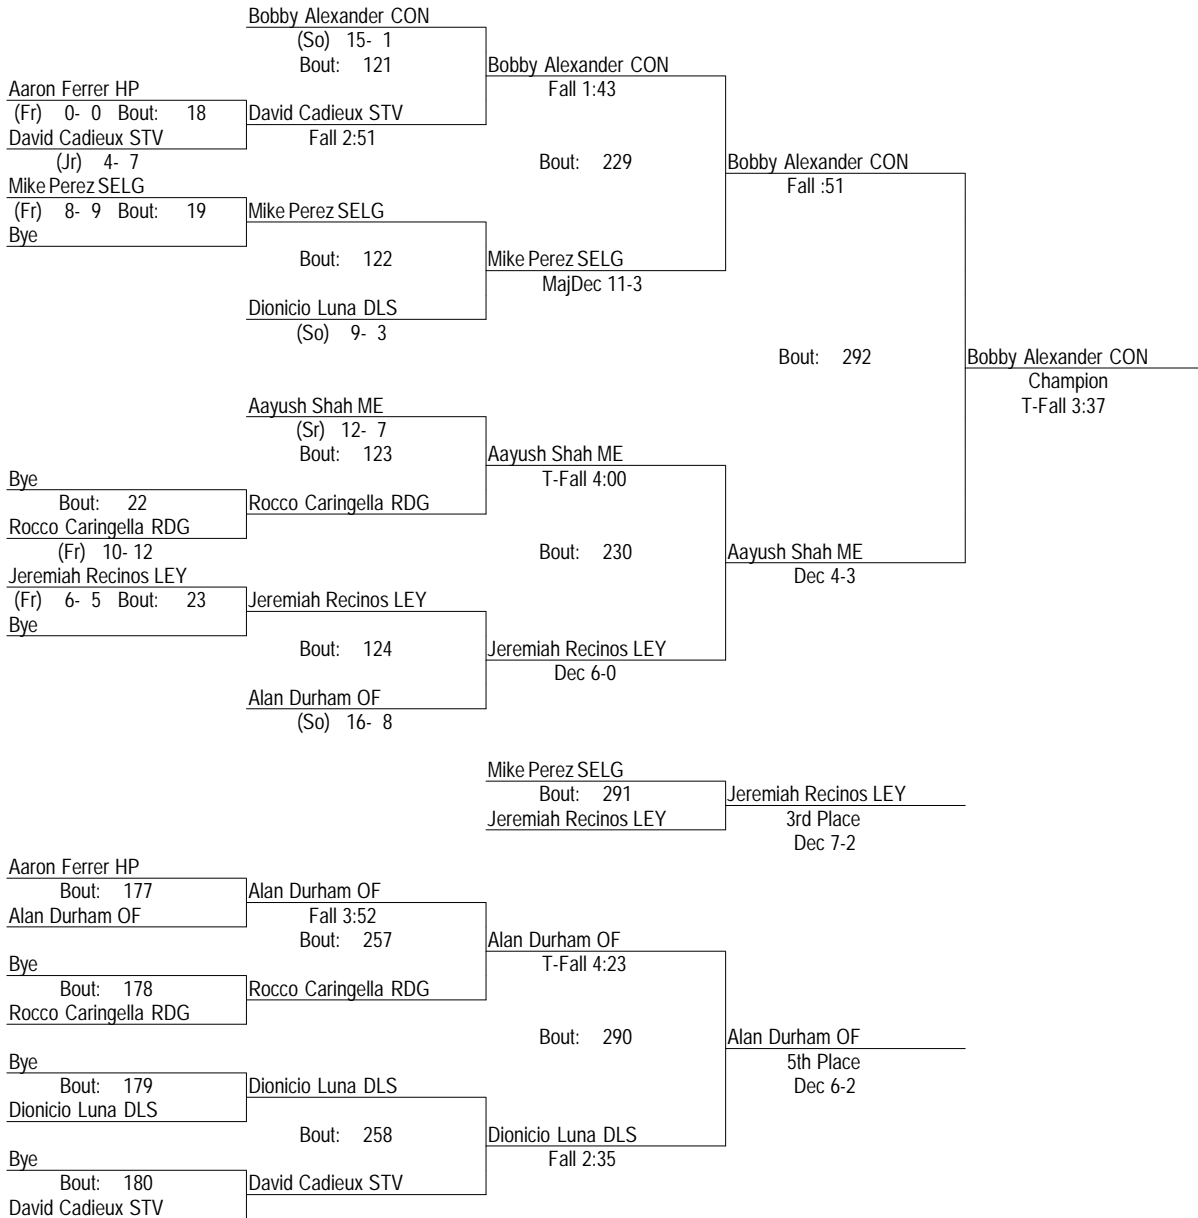 Bobby Alexander CON
(So) 15- 1
Bout: 121
Bobby Alexander CON
Fall 1:43
Aaron Ferrer HP
(Fr) 0- 0 Bout: 18
David Cadieux STV
David Cadieux STV
Fall 2:51
(Jr) 4- 7
Bout: 229
Bobby Alexander CON
Fall :51
Mike Perez SELG
(Fr) 8- 9 Bout: 19
Mike Perez SELG
Bye
Bout: 122
Mike Perez SELG
MajDec 11-3
Dionicio Luna DLS
(So) 9- 3
Bout: 292
Bobby Alexander CON
Champion
T-Fall 3:37
Aayush Shah ME
(Sr) 12- 7
Bout: 123
Aayush Shah ME
T-Fall 4:00
Bye
Bout: 22
Rocco Caringella RDG
Rocco Caringella RDG
(Fr) 10- 12
Bout: 230
Aayush Shah ME
Dec 4-3
Jeremiah Recinos LEY
(Fr) 6- 5 Bout: 23
Jeremiah Recinos LEY
Bye
Bout: 124
Jeremiah Recinos LEY
Dec 6-0
Alan Durham OF
(So) 16- 8
Mike Perez SELG
Bout: 291
Jeremiah Recinos LEY
Jeremiah Recinos LEY
3rd Place
Dec 7-2
Aaron Ferrer HP
Bout: 177
Alan Durham OF
Alan Durham OF
Fall 3:52
Bout: 257
Alan Durham OF
T-Fall 4:23
Bye
Bout: 178
Rocco Caringella RDG
Rocco Caringella RDG
Bout: 290
Alan Durham OF
5th Place
Dec 6-2
Bye
Bout: 179
Dionicio Luna DLS
Dionicio Luna DLS
Bout: 258
Dionicio Luna DLS
Fall 2:35
Bye
Bout: 180
David Cadieux STV
David Cadieux STV